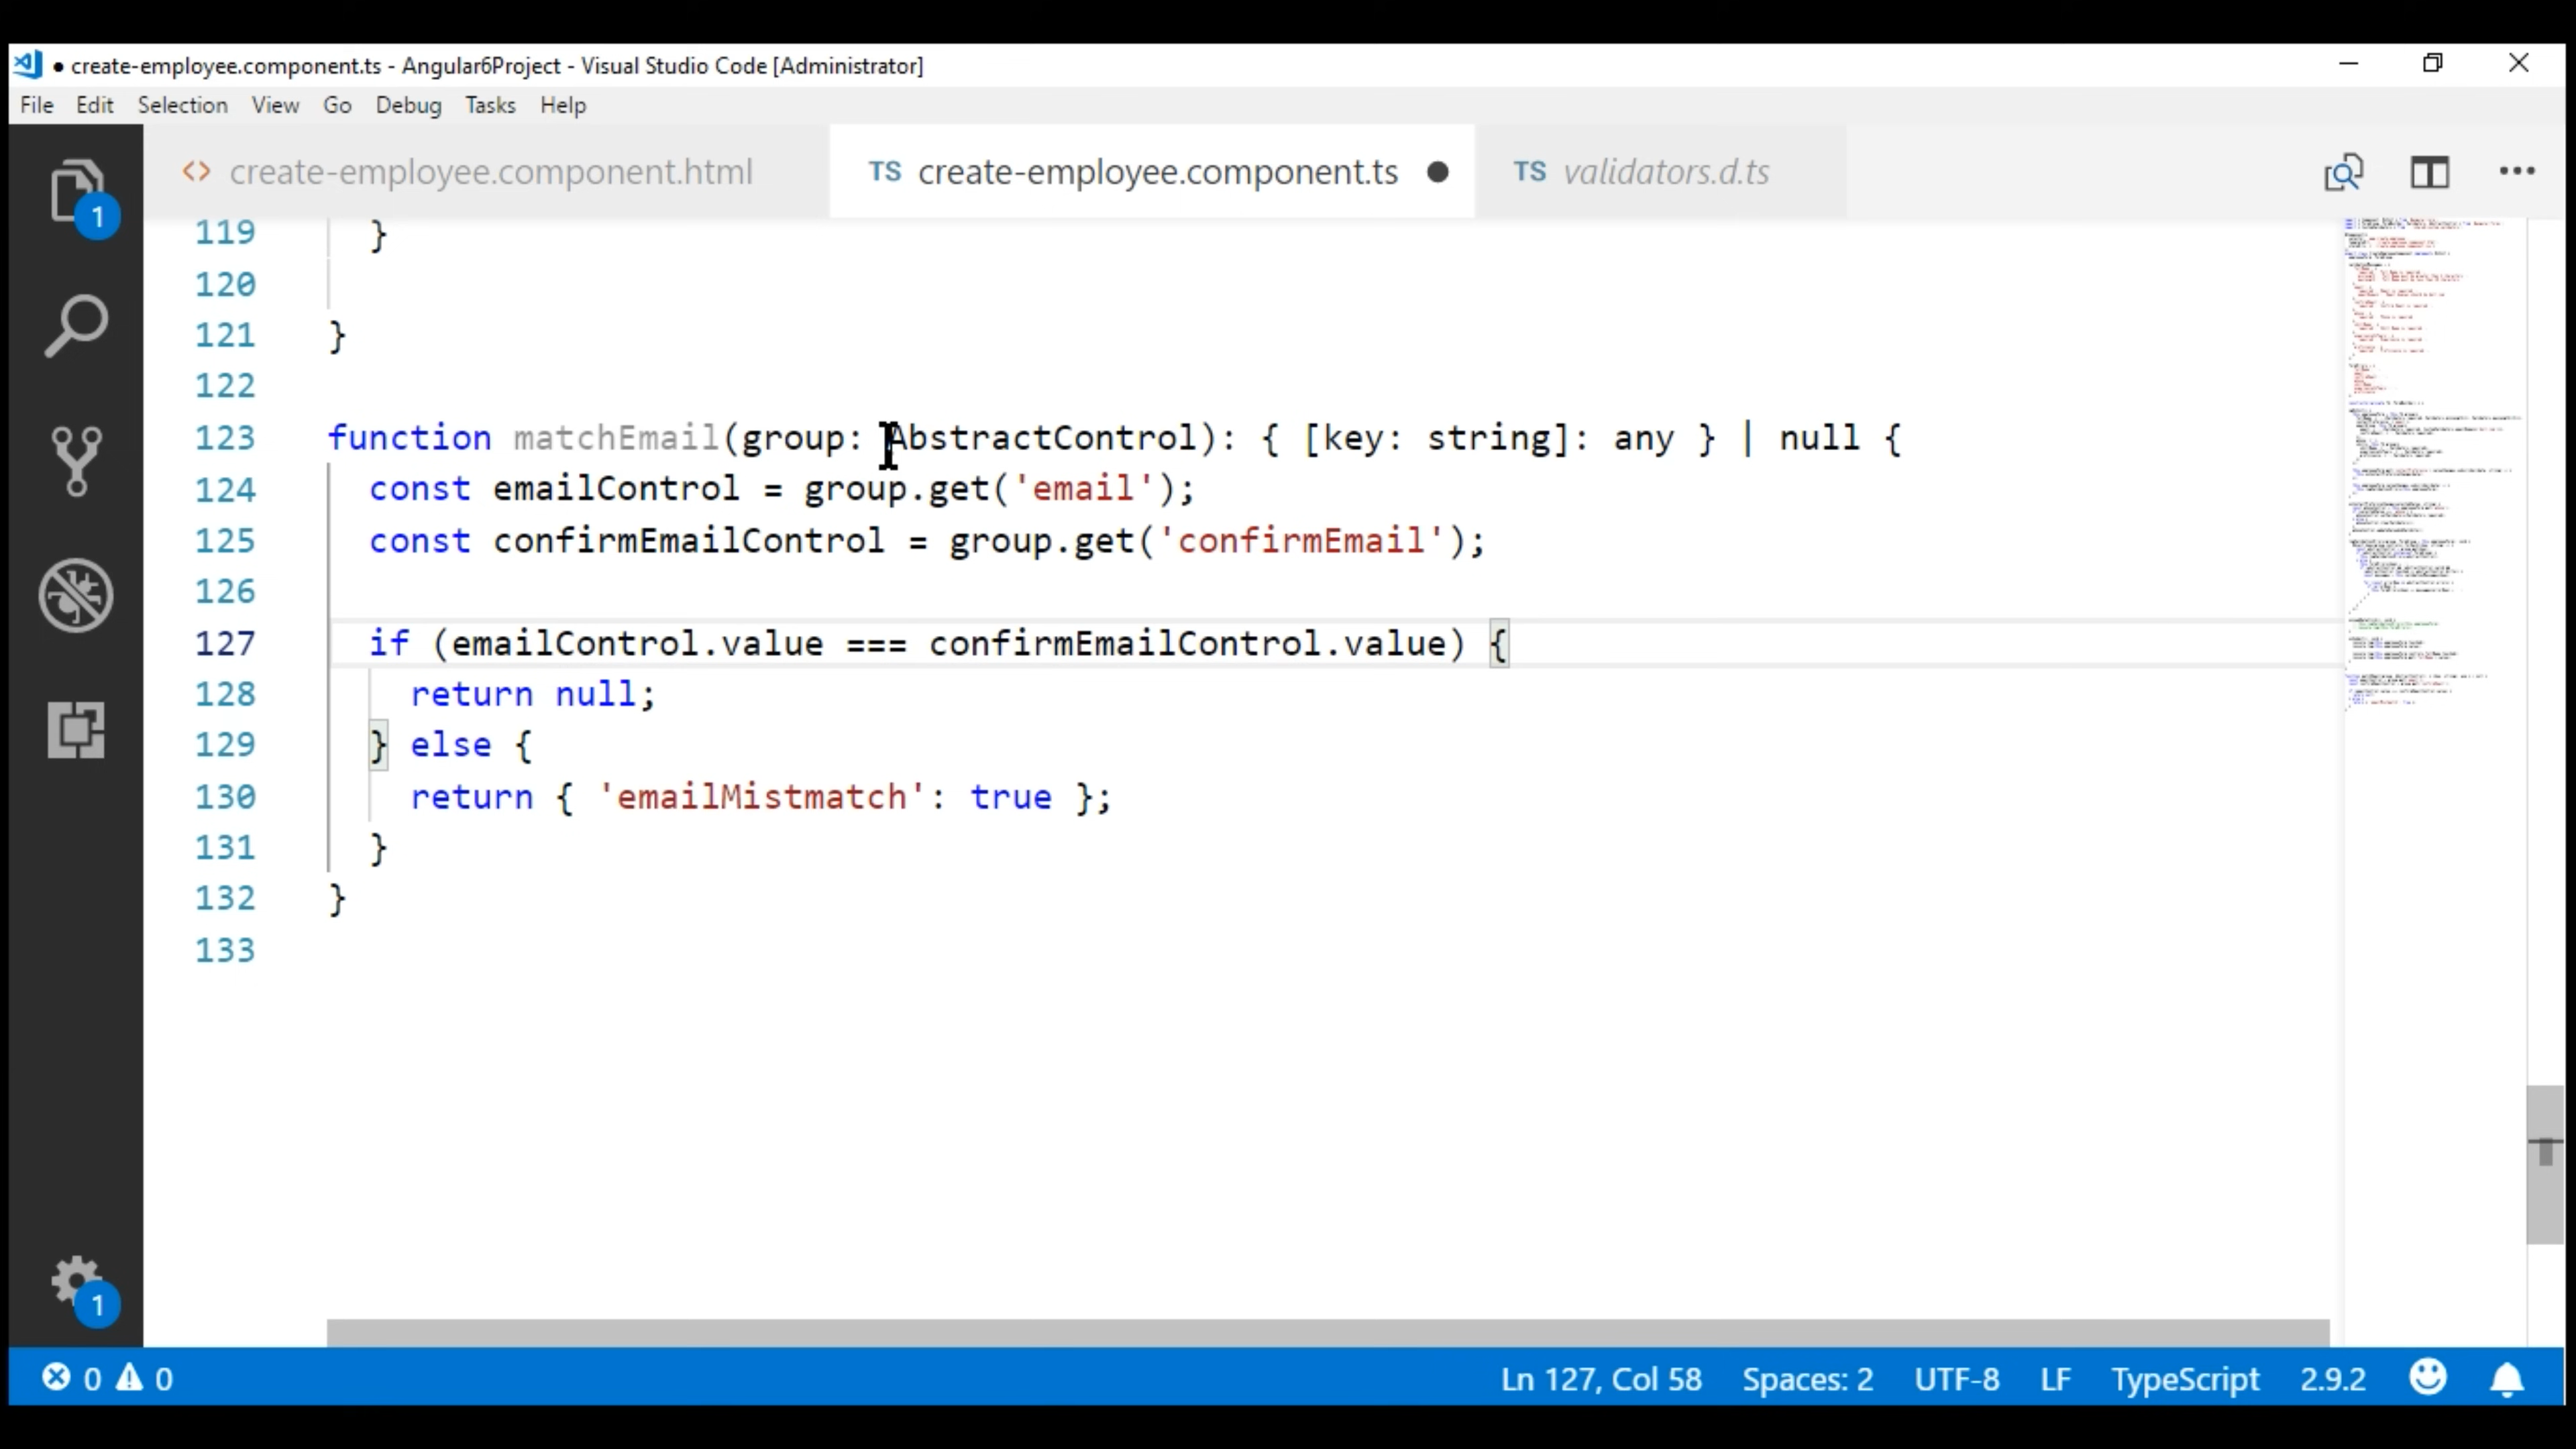 ● create-employee.component.ts - Angular6Project - Visual Studio Code [Administrator]
File Edit Selection View Go Debug Tasks Help
<> create-employee.component.html TS create-employee.component.ts ● TS validators.d.ts
1
119 }
120
121 }
122
123 function matchEmail(group: AbstractControl): { [key: string]: any } | null {
124 const emailControl = group.get('email');
125 const confirmEmailControl = group.get('confirmEmail');
126
127 if (emailControl.value === confirmEmailControl.value) {
128 return null;
129 } else {
130 return { 'emailMistmatch': true };
131 }
132 }
133
1
0 0 Ln 127, Col 58 Spaces: 2 UTF-8 LF TypeScript 2.9.2